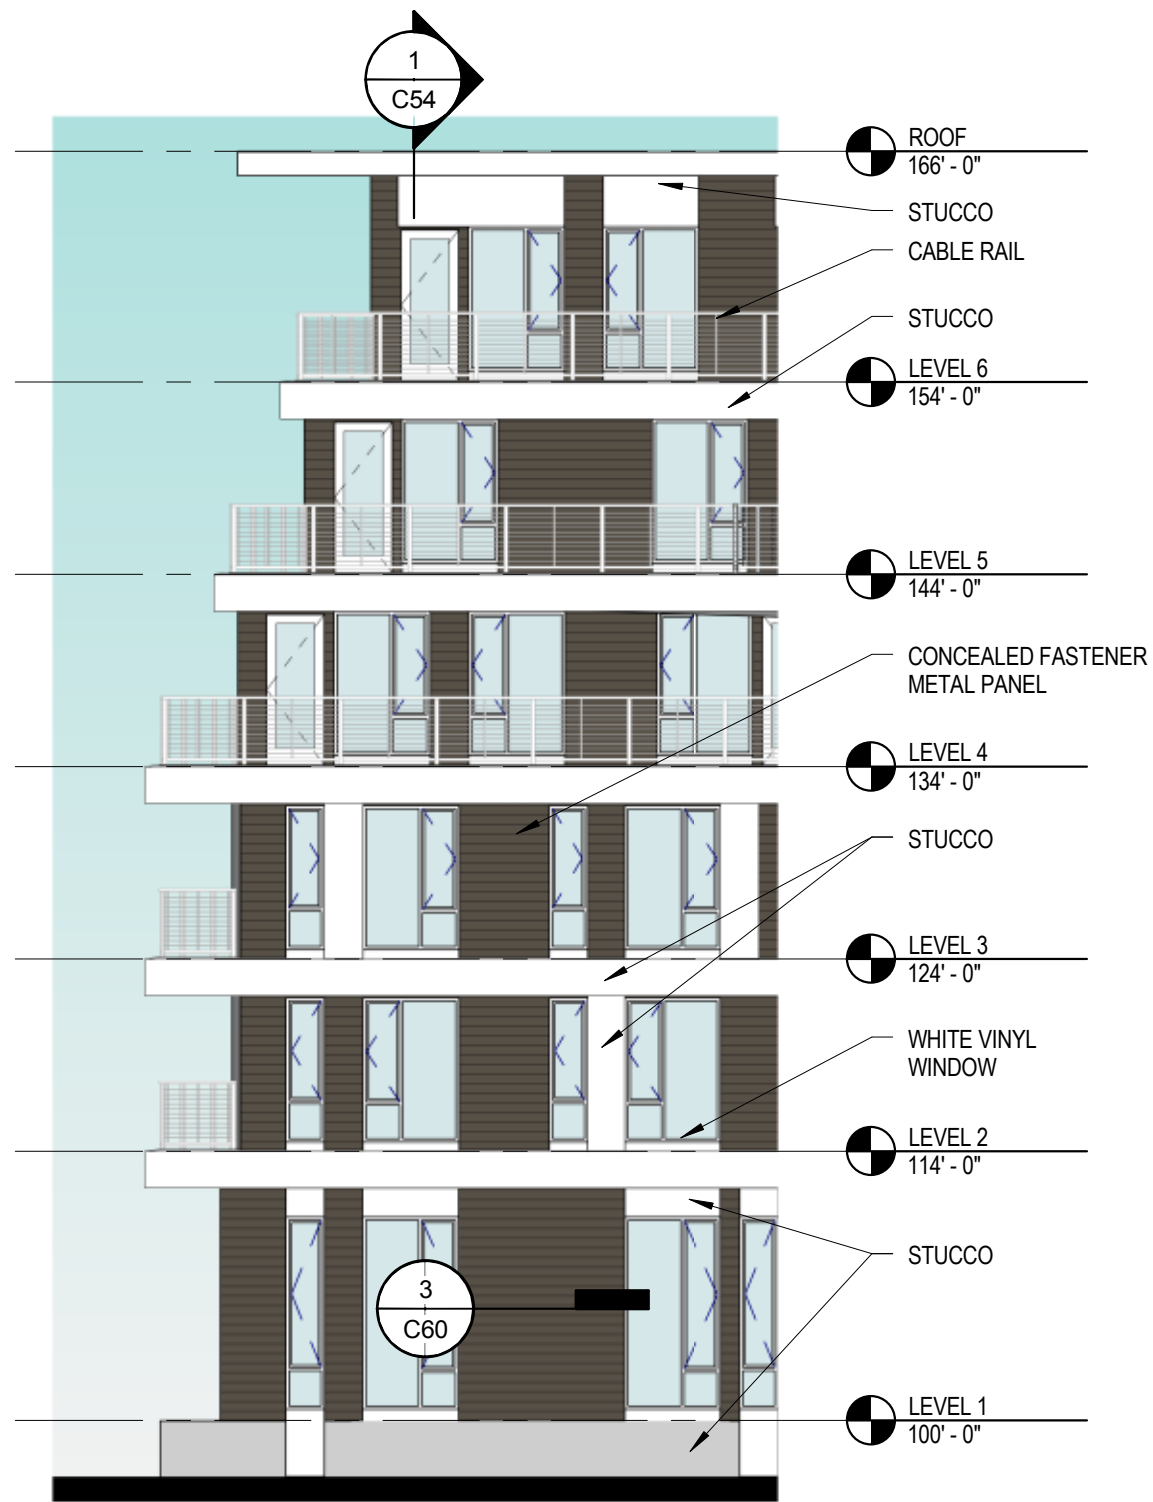 1
C54
ROOF
166' - 0"
STUCCO
CABLE RAIL
STUCCO
LEVEL 6
154' - 0"
LEVEL 5
144' - 0"
CONCEALED FASTENER
METAL PANEL
LEVEL 4
134' - 0"
STUCCO
LEVEL 3
124' - 0"
WHITE VINYL
WINDOW
LEVEL 2
114' - 0"
STUCCO
3
C60
LEVEL 1
100' - 0"